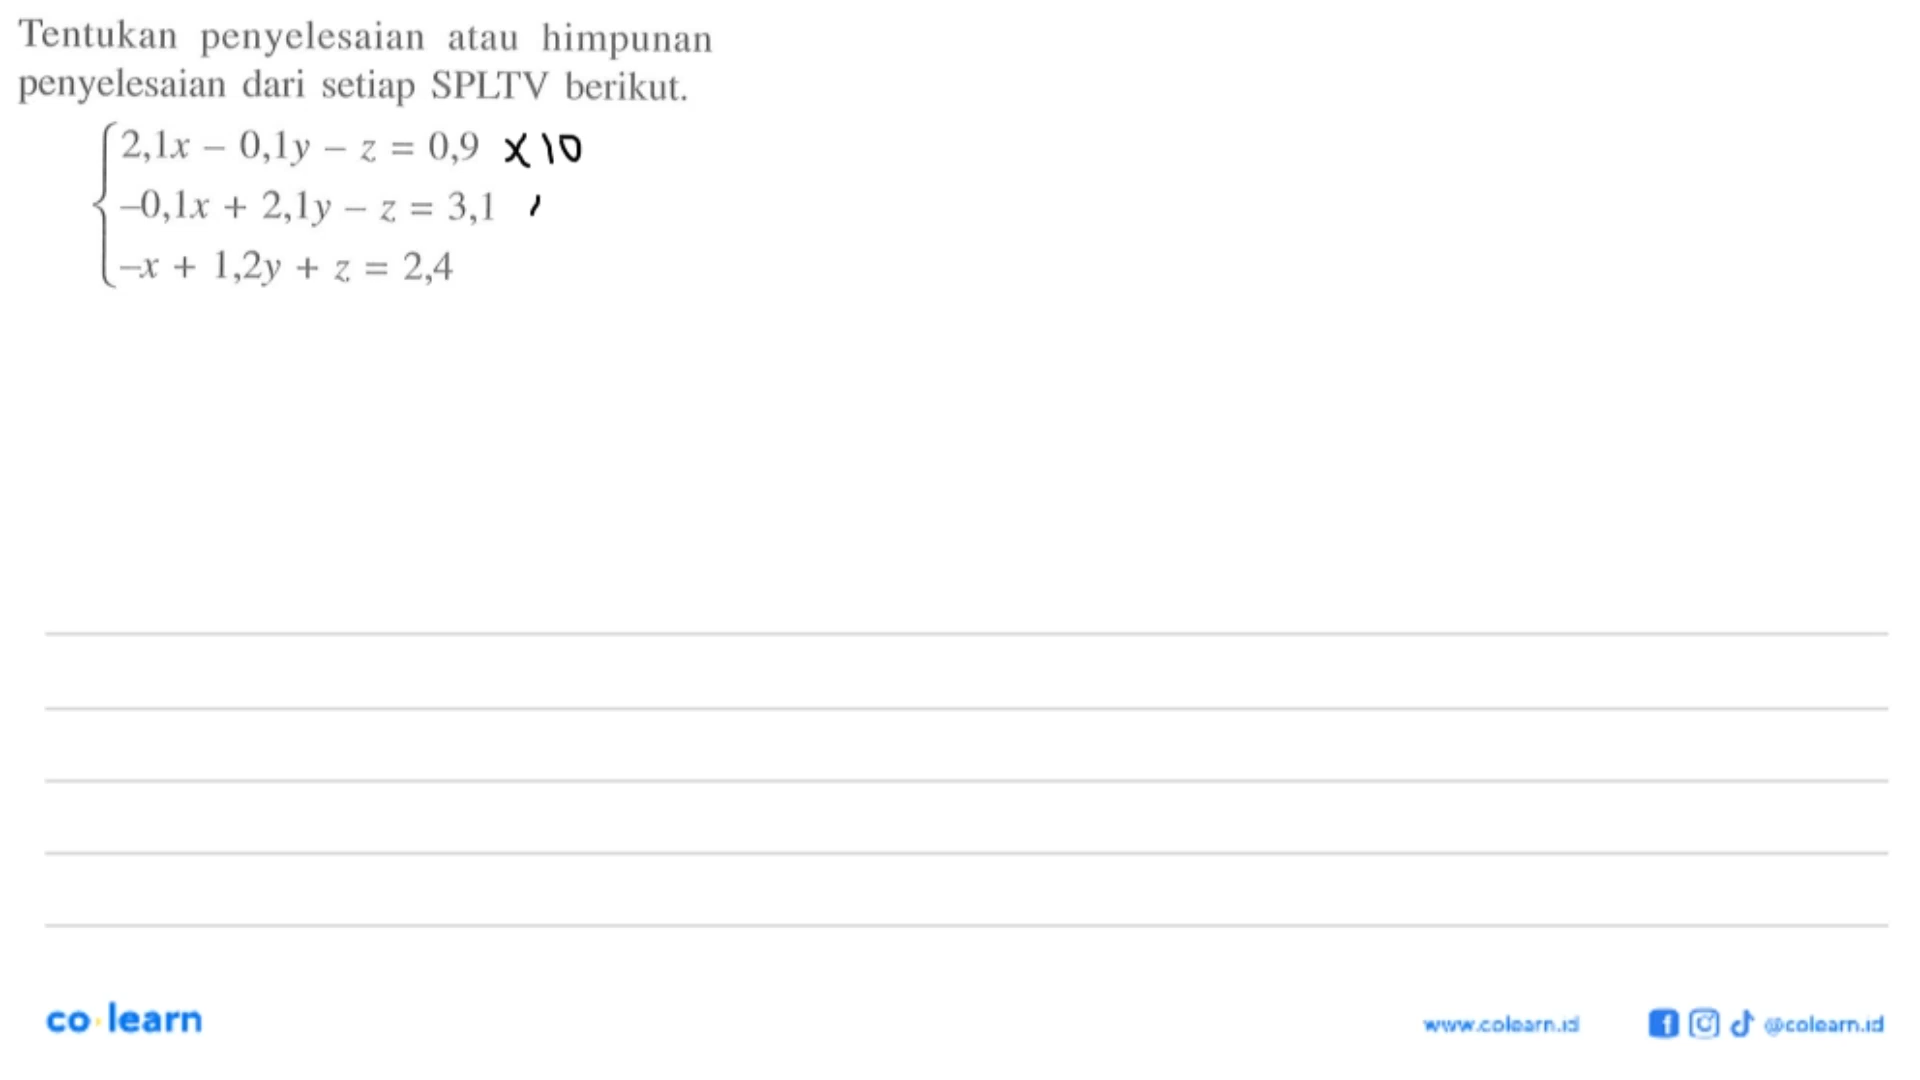 Tentukan penyelesaian atau himpunan
penyelesaian dari setiap SPLTV berikut.
2,1x – 0,1y – z = 0,9 x 10
–0,1x + 2,1y – z = 3,1
–x + 1,2y + z = 2,4
co learn
www.colearn.id @colearn.id